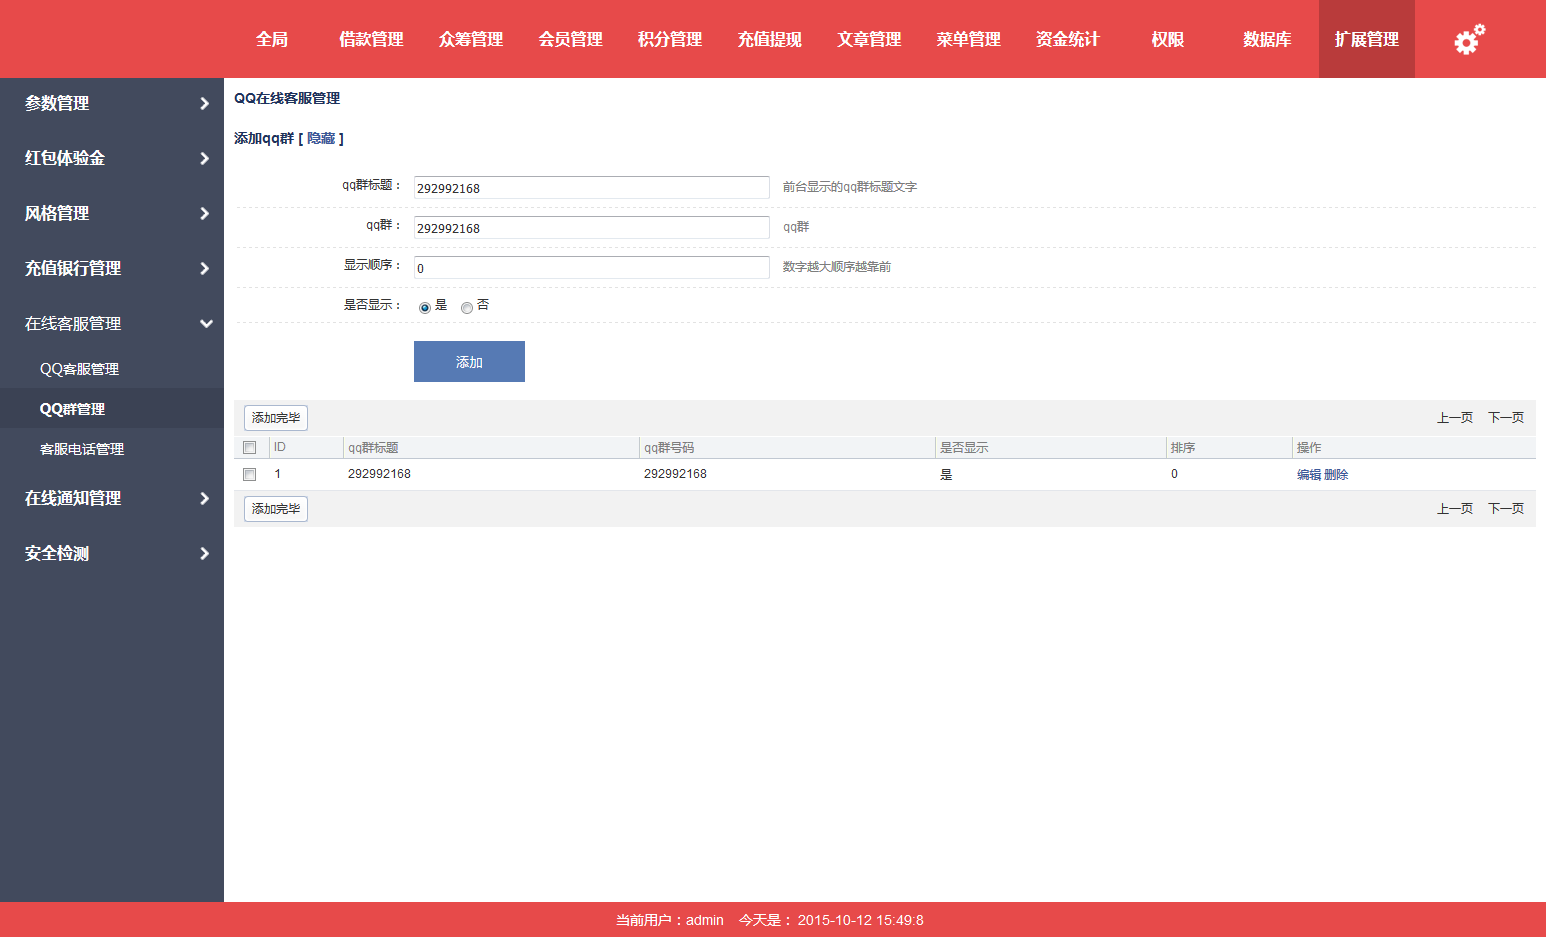 全局 借款管理 众筹管理 会员管理 积分管理 充值提现 文章管理 菜单管理 资金统计 权限 数据库 扩展管理
参数管理
红包体验金
风格管理
充值银行管理
在线客服管理
QQ客服管理
QQ群管理
客服电话管理
在线通知管理
安全检测
QQ在线客服管理
添加qq群 [ 隐藏 ]
qq群标题： 292992168 前台显示的qq群标题文字
qq群： 292992168 qq群
显示顺序： 0 数字越大顺序越靠前
是否显示： 是 否
添加
添加完毕 上一页 下一页
ID qq群标题 qq群号码 是否显示 排序 操作
1 292992168 292992168 是 0 编辑 删除
添加完毕 上一页 下一页
当前用户：admin 今天是： 2015-10-12 15:49:8